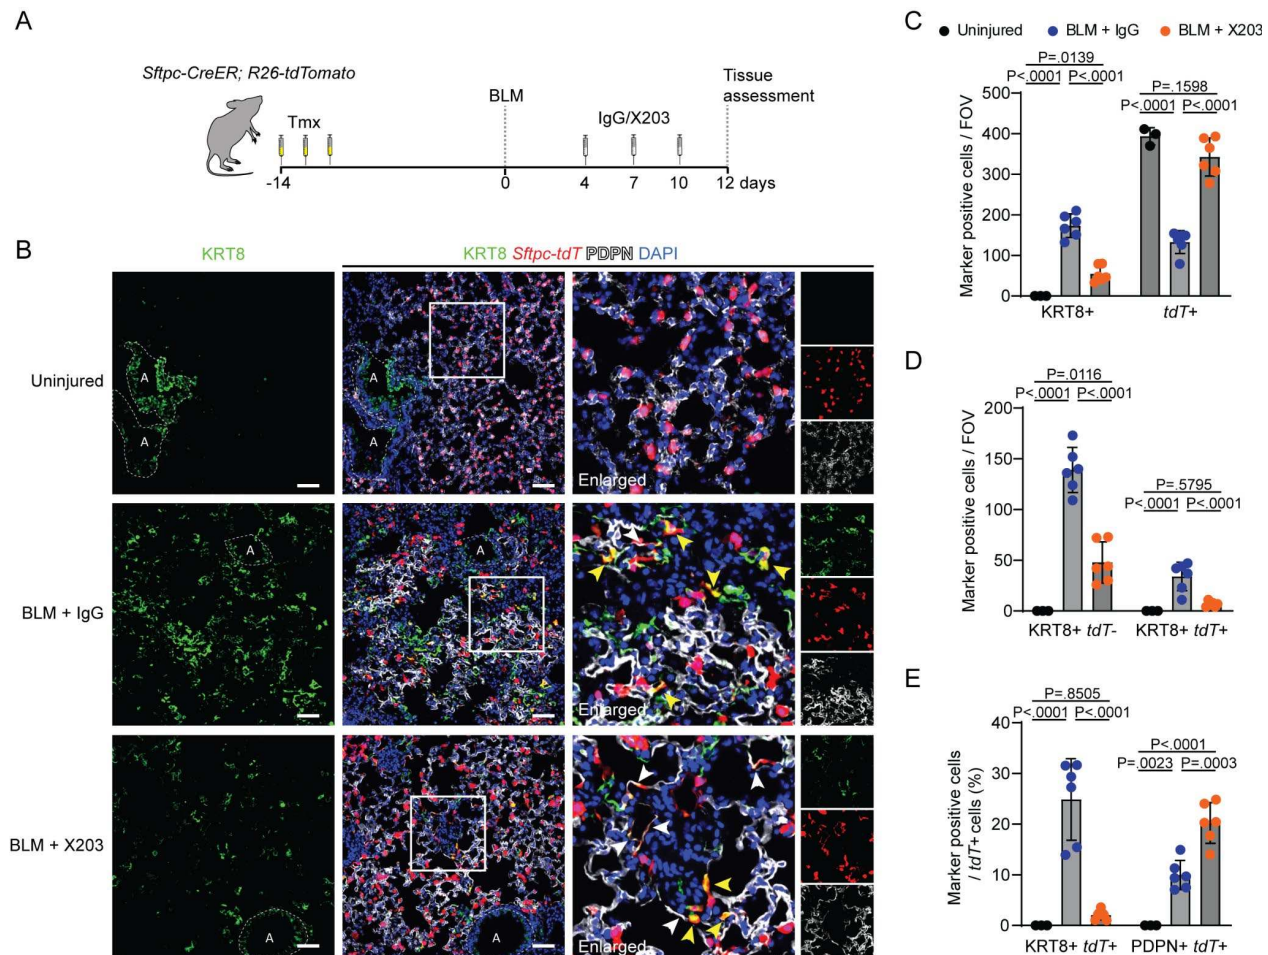 A
Sftpc-CreER; R26-tdTomato
Tmx
BLM
IgG/X203
Tissue
assessment
-14
0
4
7
10
12 days
B
KRT8
KRT8 Sftpc-tdT PDPN DAPI
Uninjured
A
A
A
A
Enlarged
BLM + IgG
A
A
Enlarged
BLM + X203
A
A
Enlarged
C
Uninjured
BLM + IgG
BLM + X203
P=.0139
P<.0001
P<.0001
P=.1598
P<.0001
P<.0001
Marker positive cells / FOV
500
400
300
200
100
0
KRT8+
tdT+
D
P=.0116
P<.0001
P<.0001
P=.5795
P<.0001
P<.0001
Marker positive cells / FOV
200
150
100
50
0
KRT8+ tdT-
KRT8+ tdT+
E
P=.8505
P<.0001
P<.0001
P<.0001
P=.0023
P=.0003
Marker positive cells
/ tdT+ cells (%)
40
30
20
10
0
KRT8+ tdT+
PDPN+ tdT+